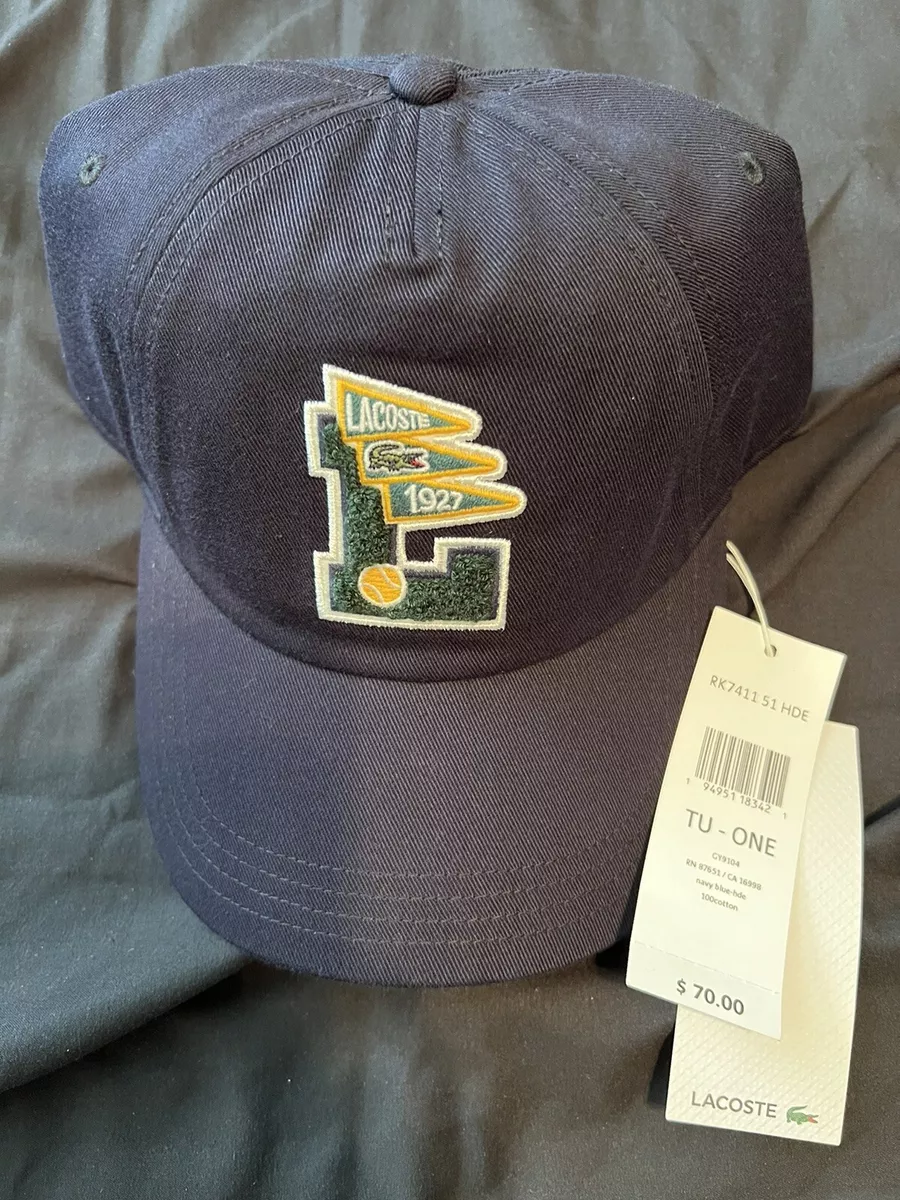 LACOSTE
1927
RK7411 51 HDE
1 94951 18342 1
TU - ONE
GY9104
RN 87651 / CA 16998
navy blue-hde
100cotton
$ 70.00
LACOSTE